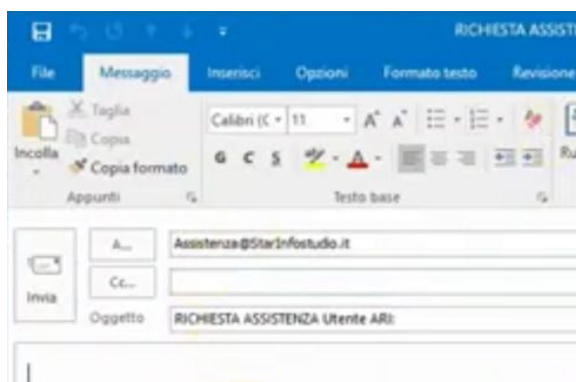 RICHIESTA ASSIST
File Messaggio Inserisci Opzioni Formato testo Revisione
Incolla
Taglia
Copia
Copia formato
Appunti
Calibri (C 11 A A
G C S A
Testo base
Ru
Invia
A... Assistenza@StarInfostudio.it
Cc...
Oggetto RICHIESTA ASSISTENZA Utente ARI: